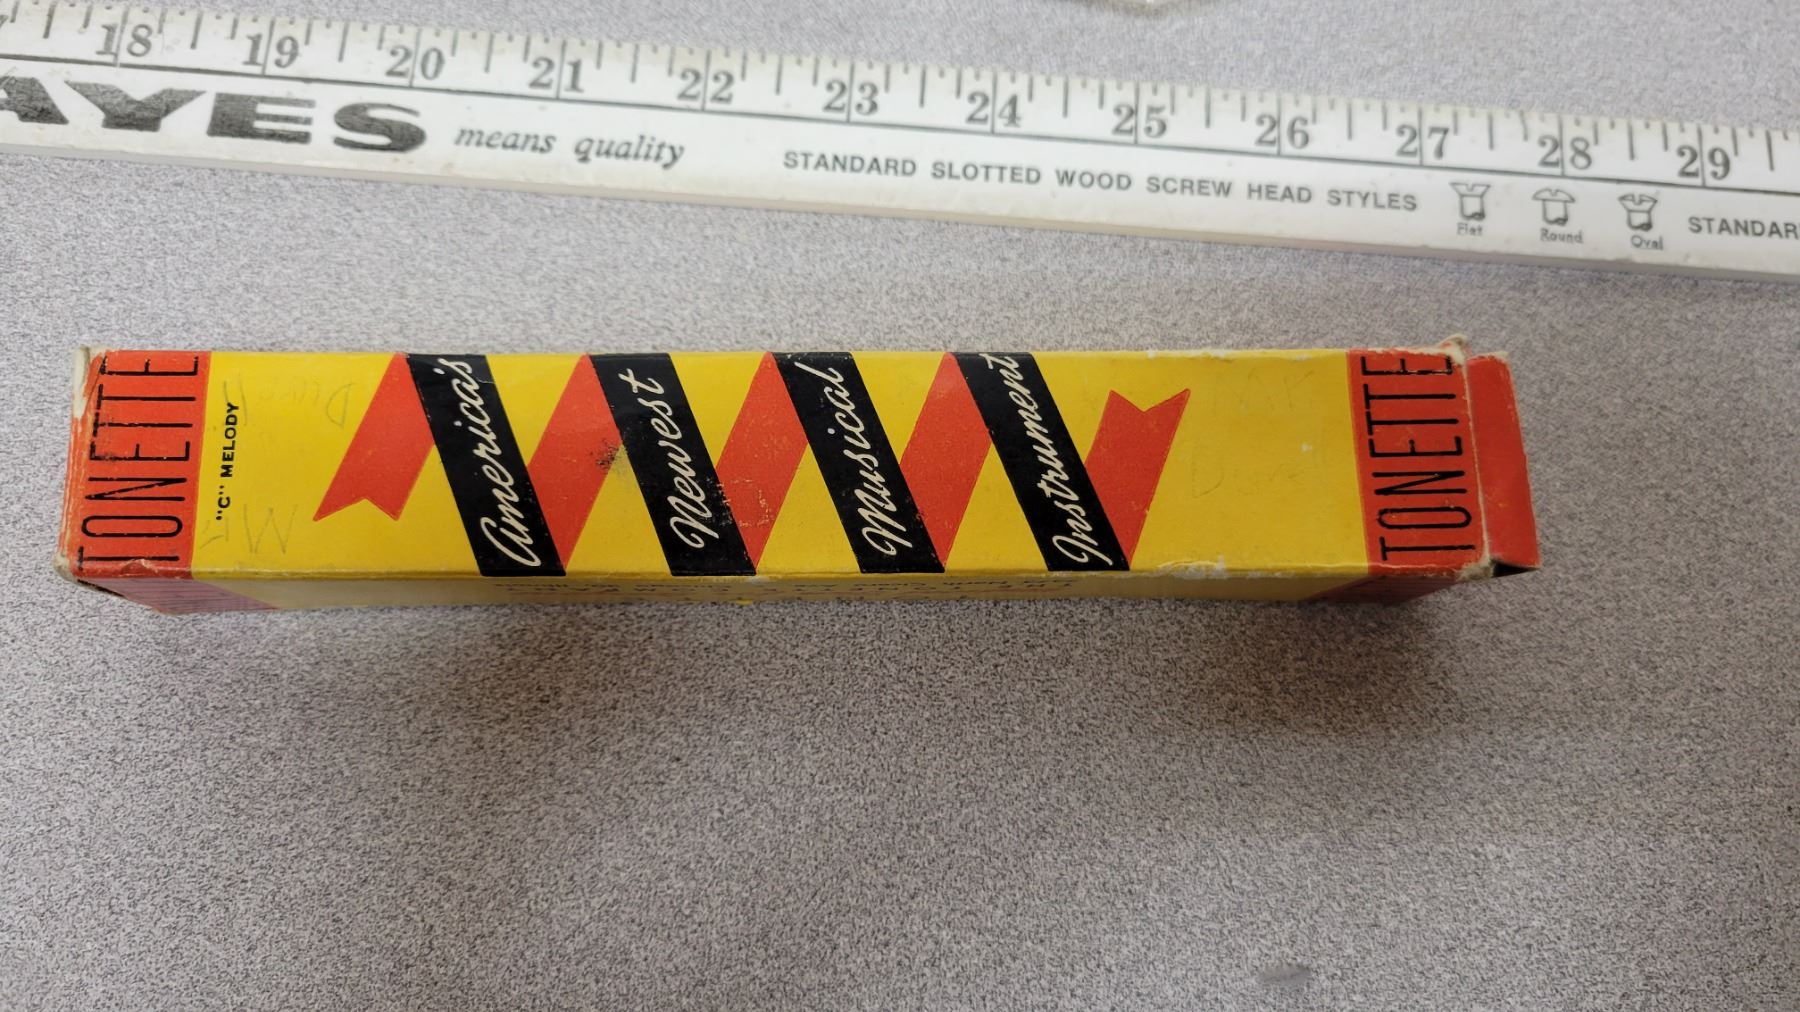 18 19 20 21 22 23 24 25 26 27 28 29
AYES means quality STANDARD SLOTTED WOOD SCREW HEAD STYLES STANDAR
Flat Round Oval
TONETTE
"C" MELODY
America's
Newest
Musical
Instrument
TONETTE